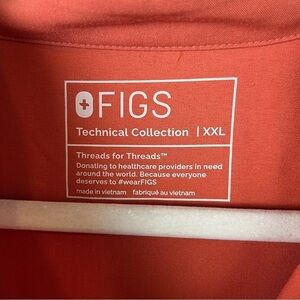 FIGS
Technical Collection | XXL
Threads for Threads™
Donating to healthcare providers in need
around the world. Because everyone
deserves to #wearFIGS
made in vietnam fabriqué au vietnam